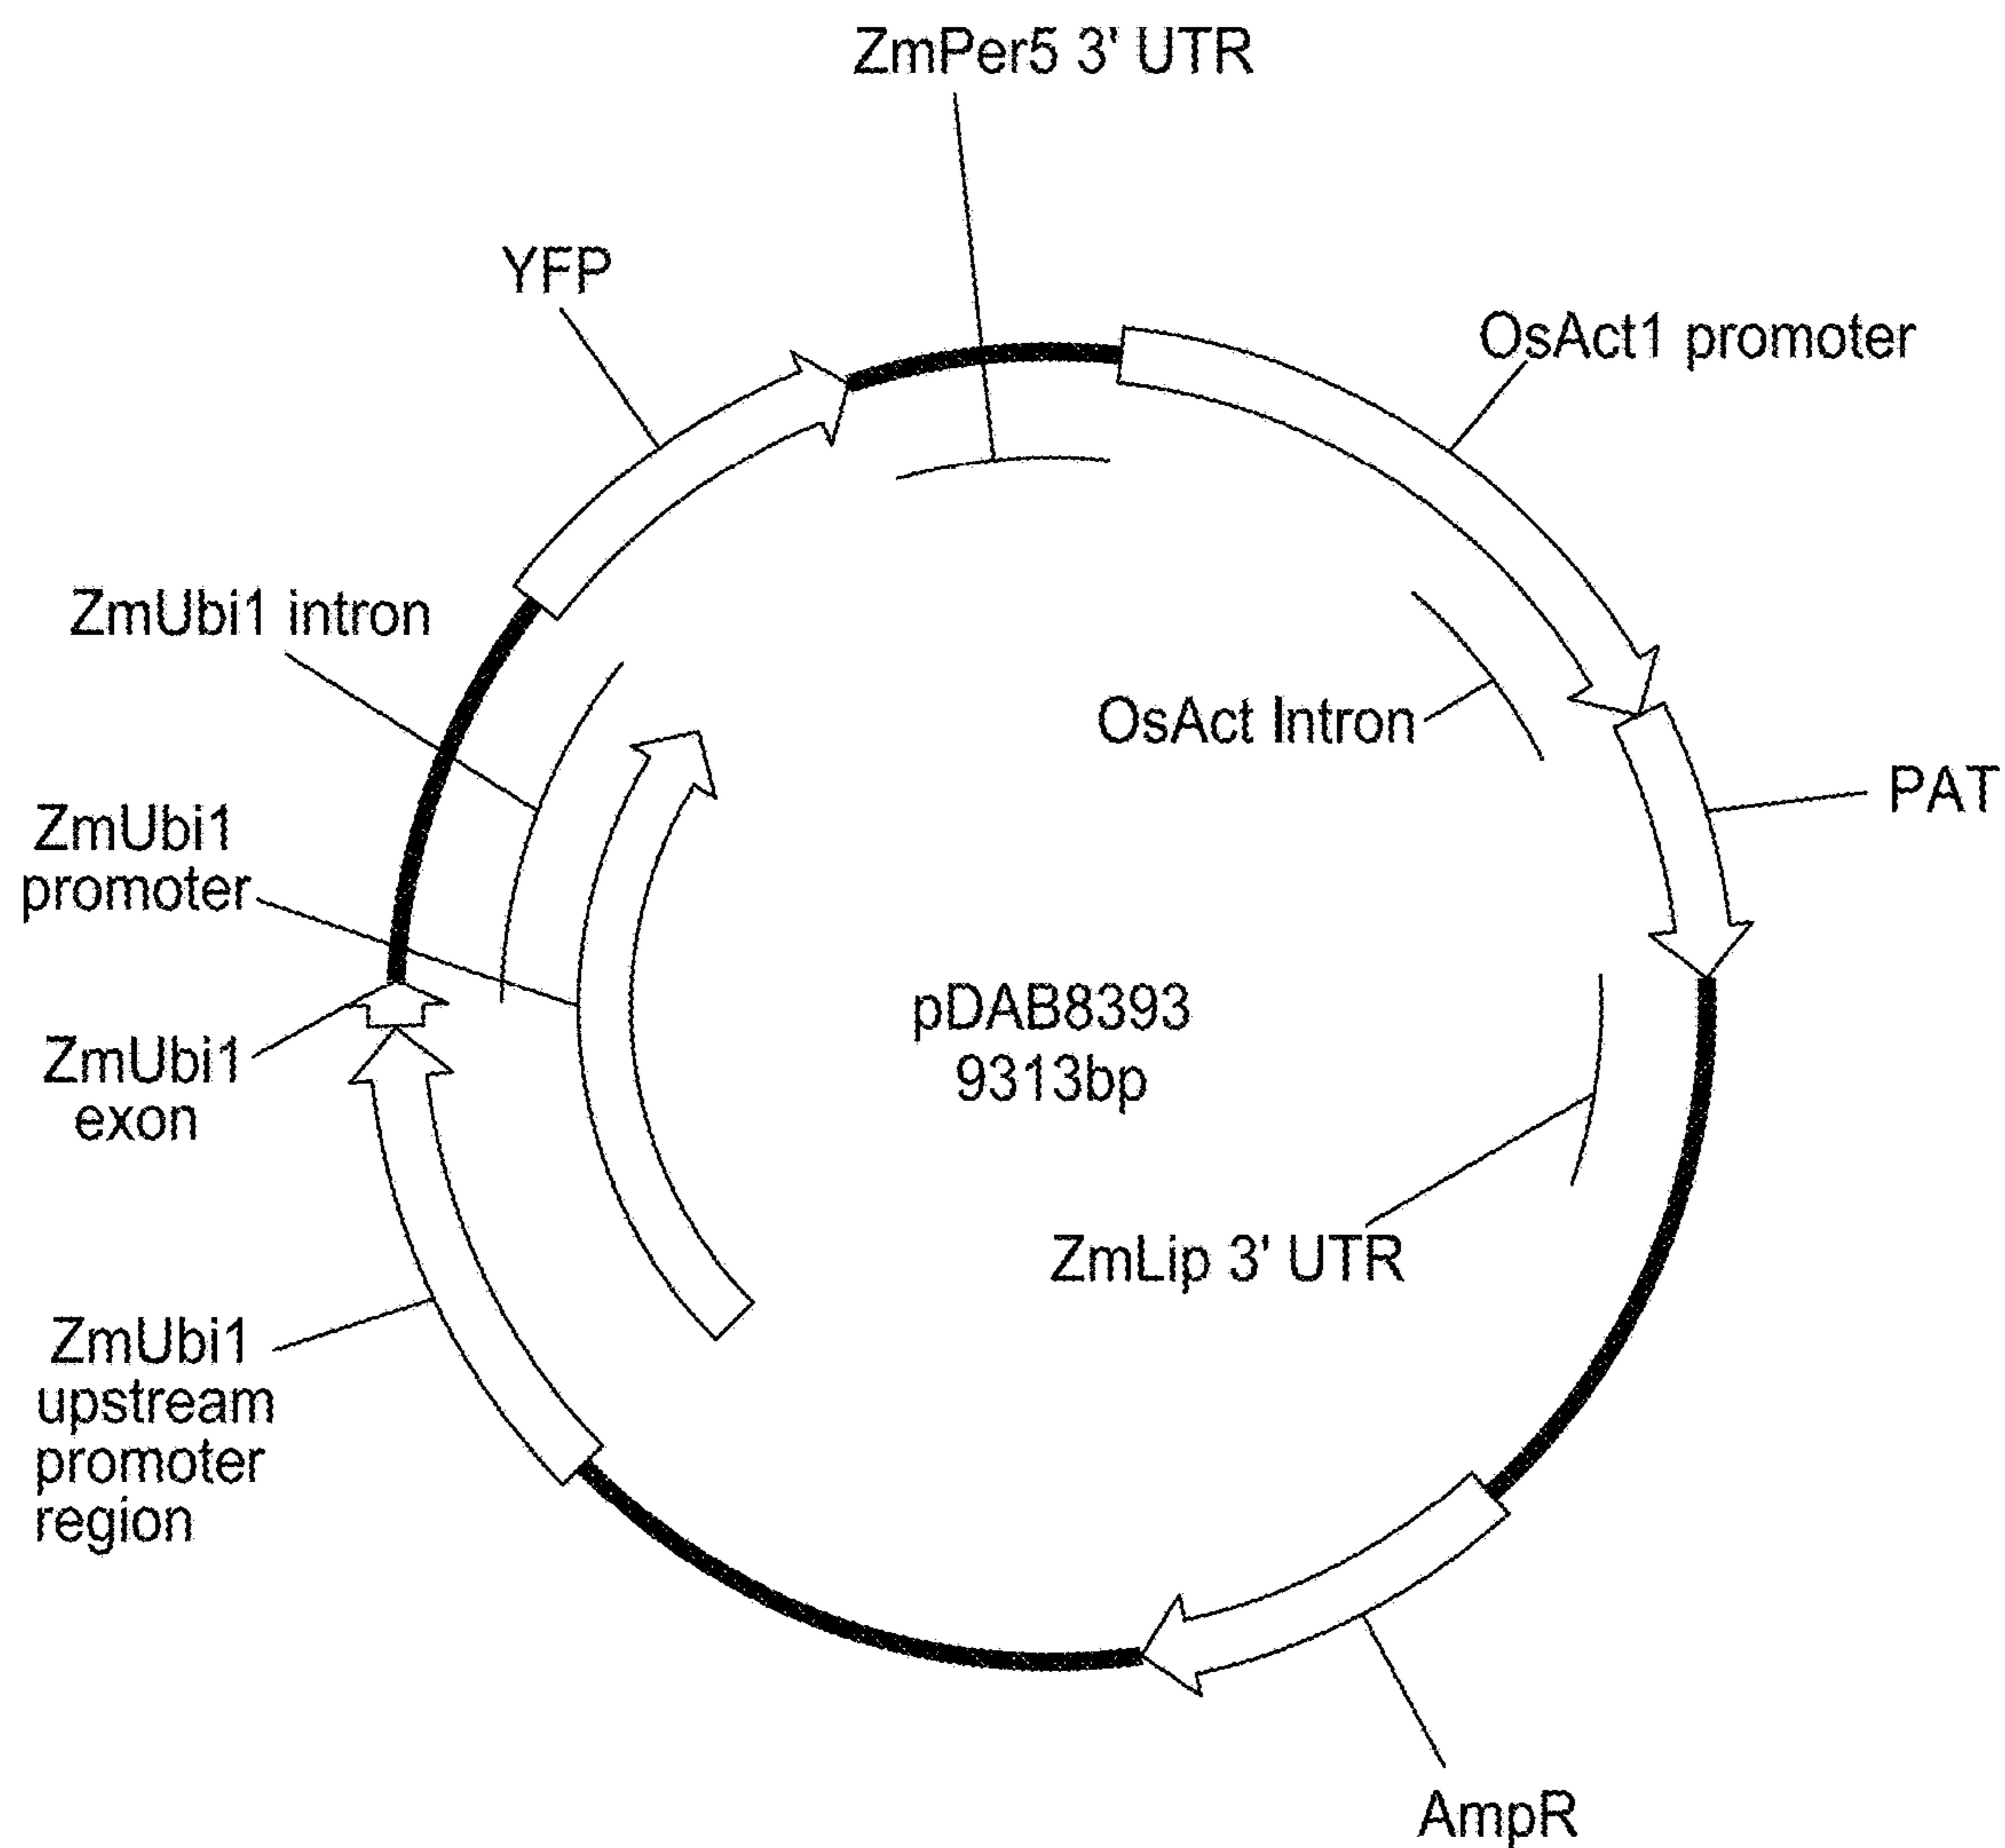 ZmPer5 3' UTR
YFP
OsAct1 promoter
ZmUbi1 intron
OsAct Intron
PAT
ZmUbi1
promoter
pDAB8393
9313bp
ZmUbi1
exon
ZmLip 3' UTR
ZmUbi1
upstream
promoter
region
AmpR